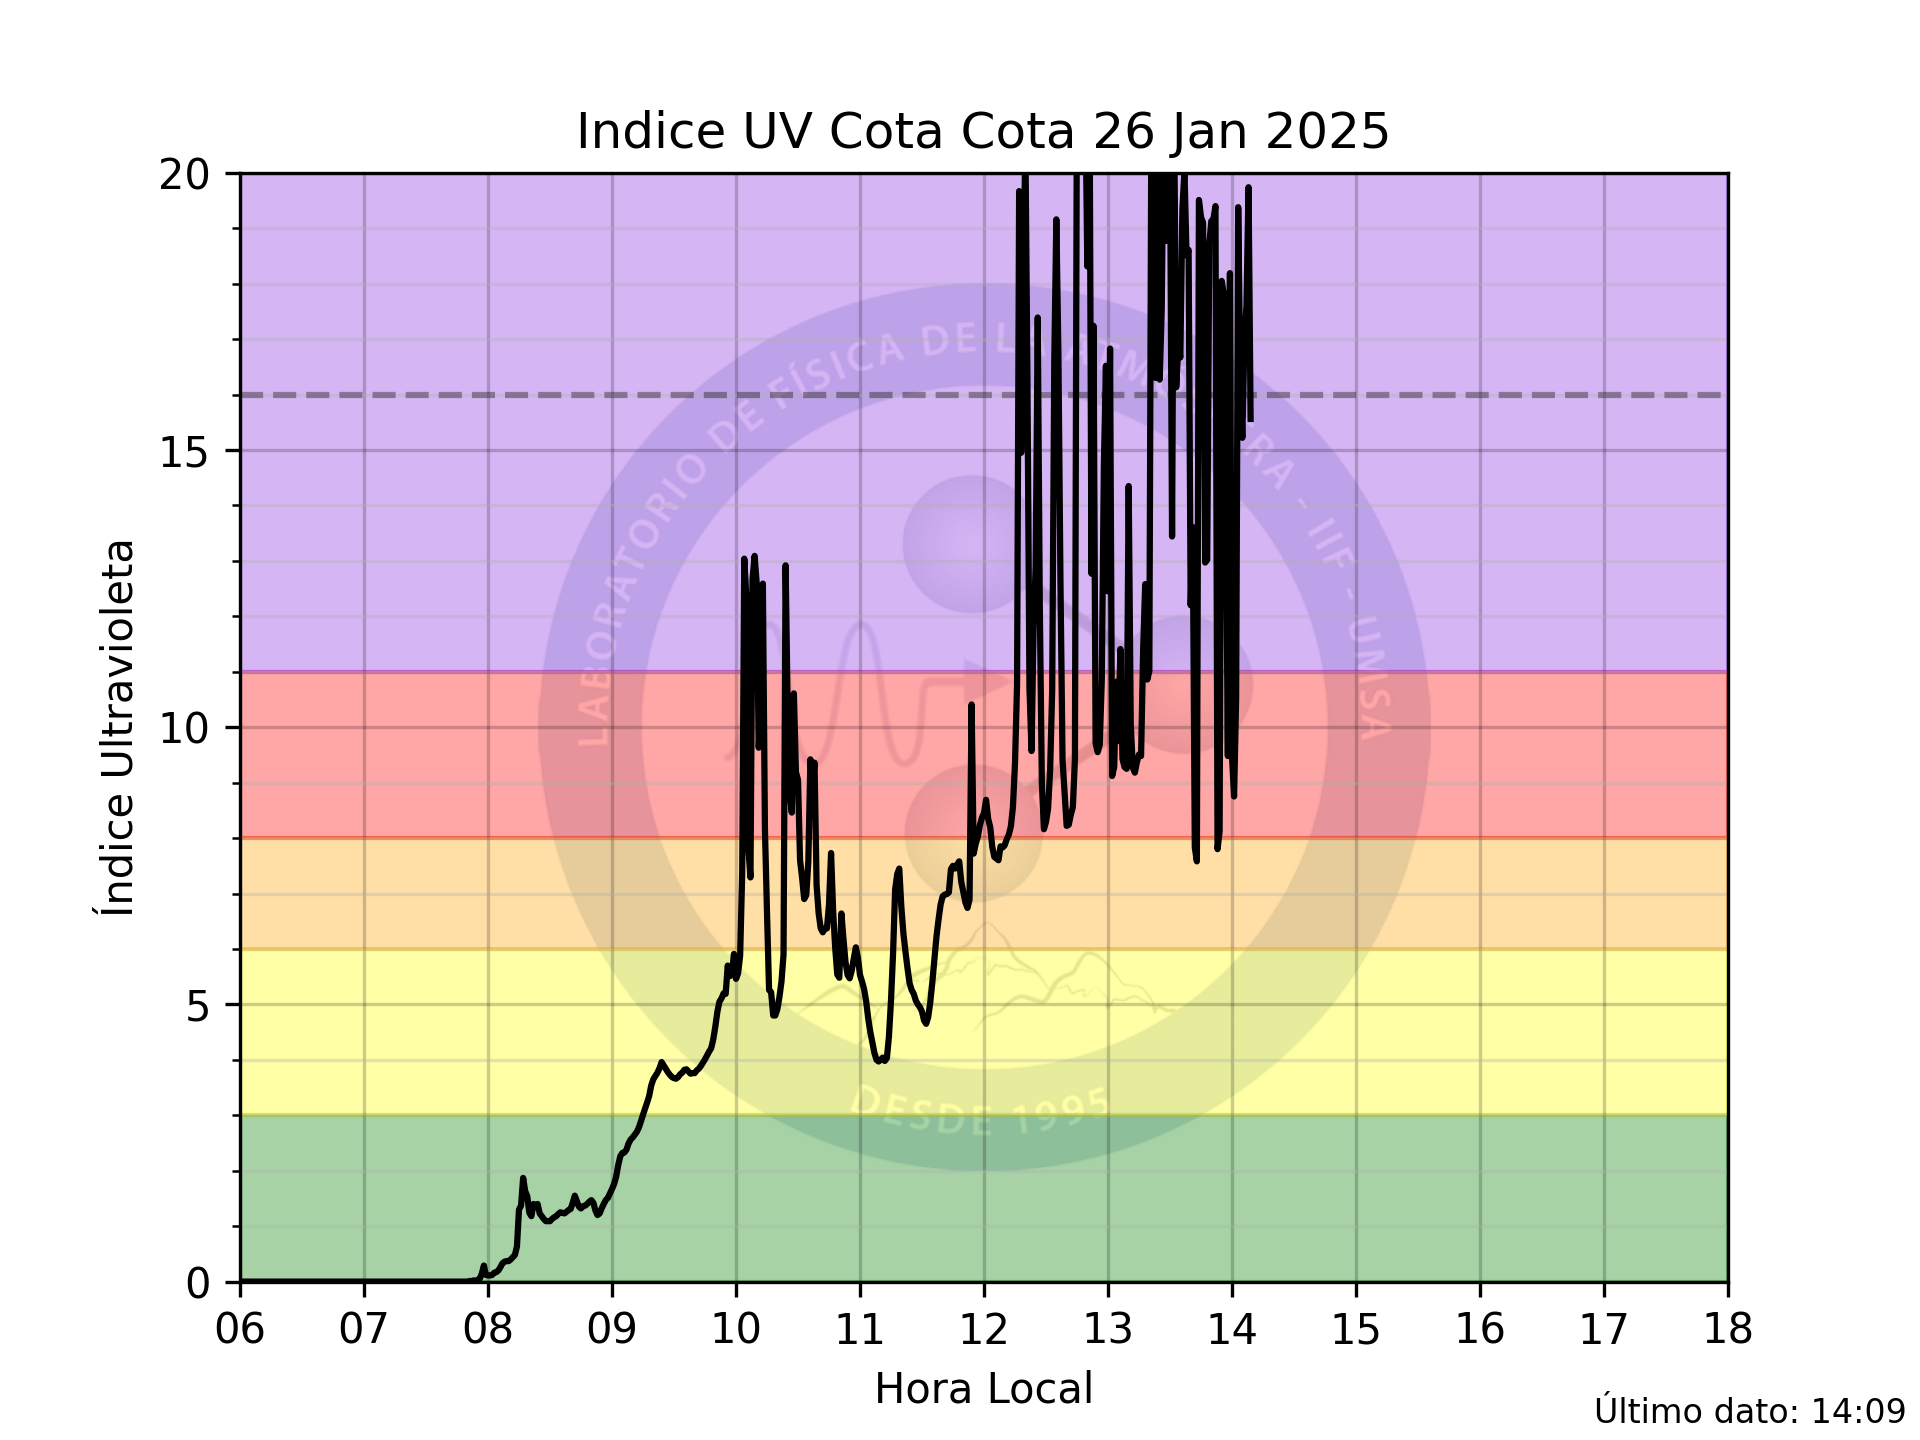 Indice UV Cota Cota 26 Jan 2025
20
15
10
5
0
Índice Ultravioleta
LABORATORIO DE FÍSICA DE LA ATMÓSFERA - IIF - UMSA
DESDE 1995
06 07 08 09 10 11 12 13 14 15 16 17 18
Hora Local
Último dato: 14:09